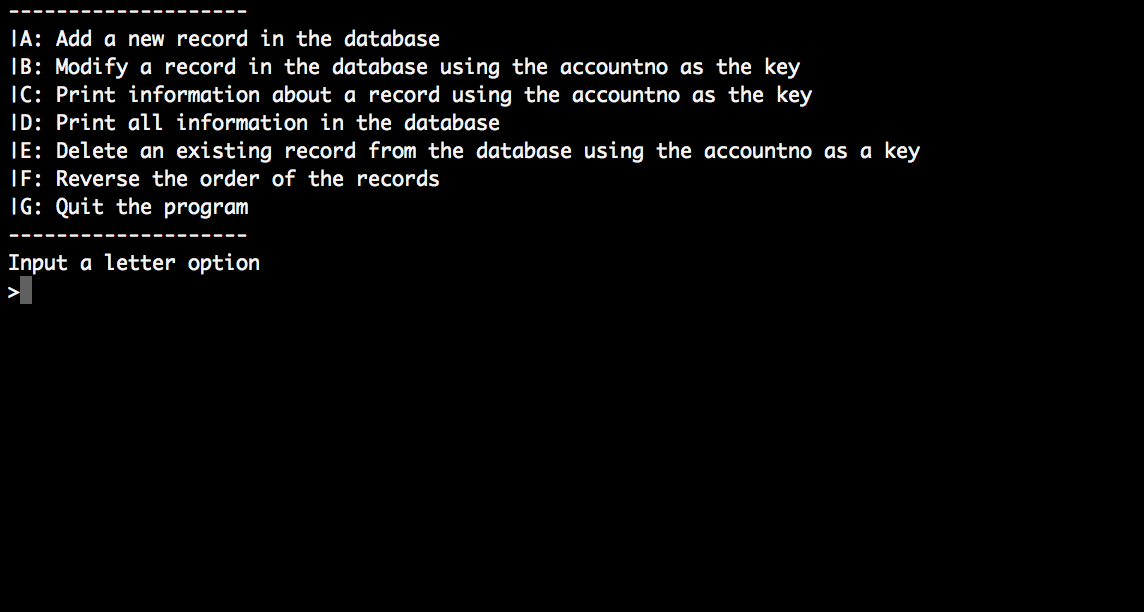 --------------------
|A: Add a new record in the database
|B: Modify a record in the database using the accountno as the key
|C: Print information about a record using the accountno as the key
|D: Print all information in the database
|E: Delete an existing record from the database using the accountno as a key
|F: Reverse the order of the records
|G: Quit the program
--------------------
Input a letter option
>